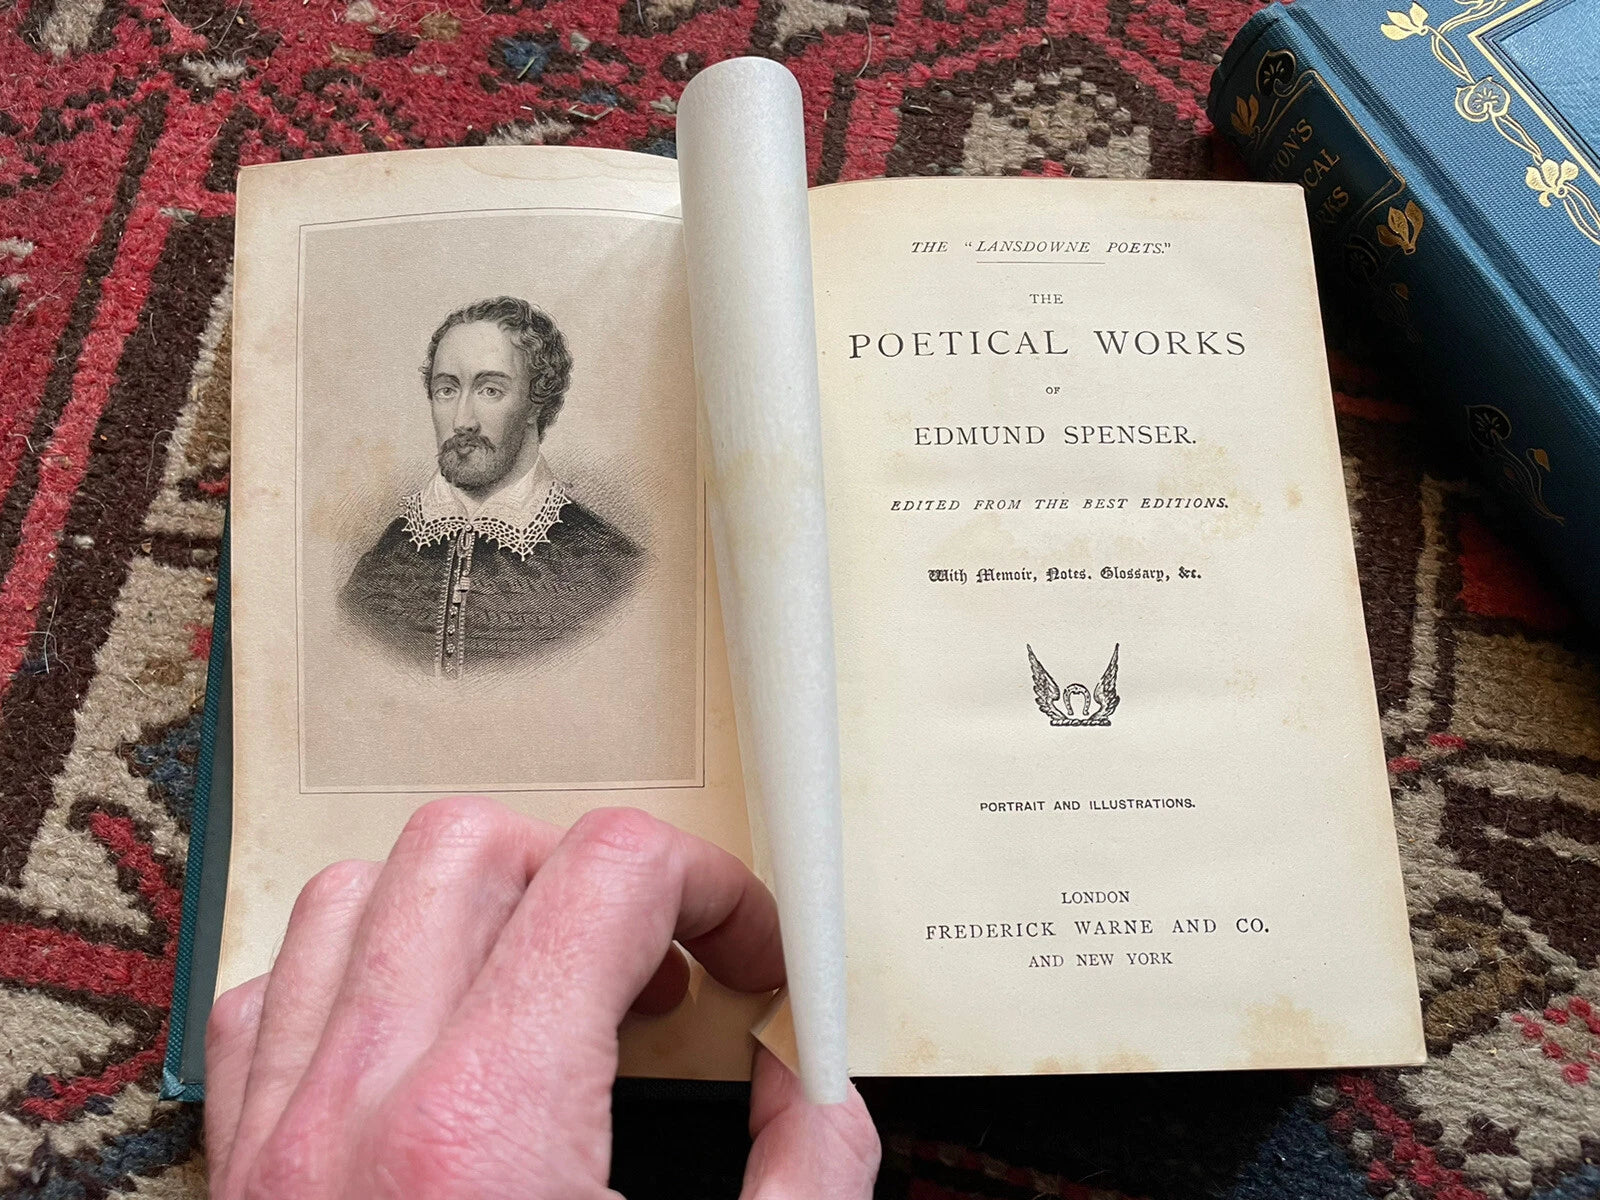 THE "LANSDOWNE POETS."
THE
POETICAL WORKS
OF
EDMUND SPENSER.
EDITED FROM THE BEST EDITIONS.
With Memoir, Notes. Glossary, &c.
PORTRAIT AND ILLUSTRATIONS.
LONDON
FREDERICK WARNE AND CO.
AND NEW YORK